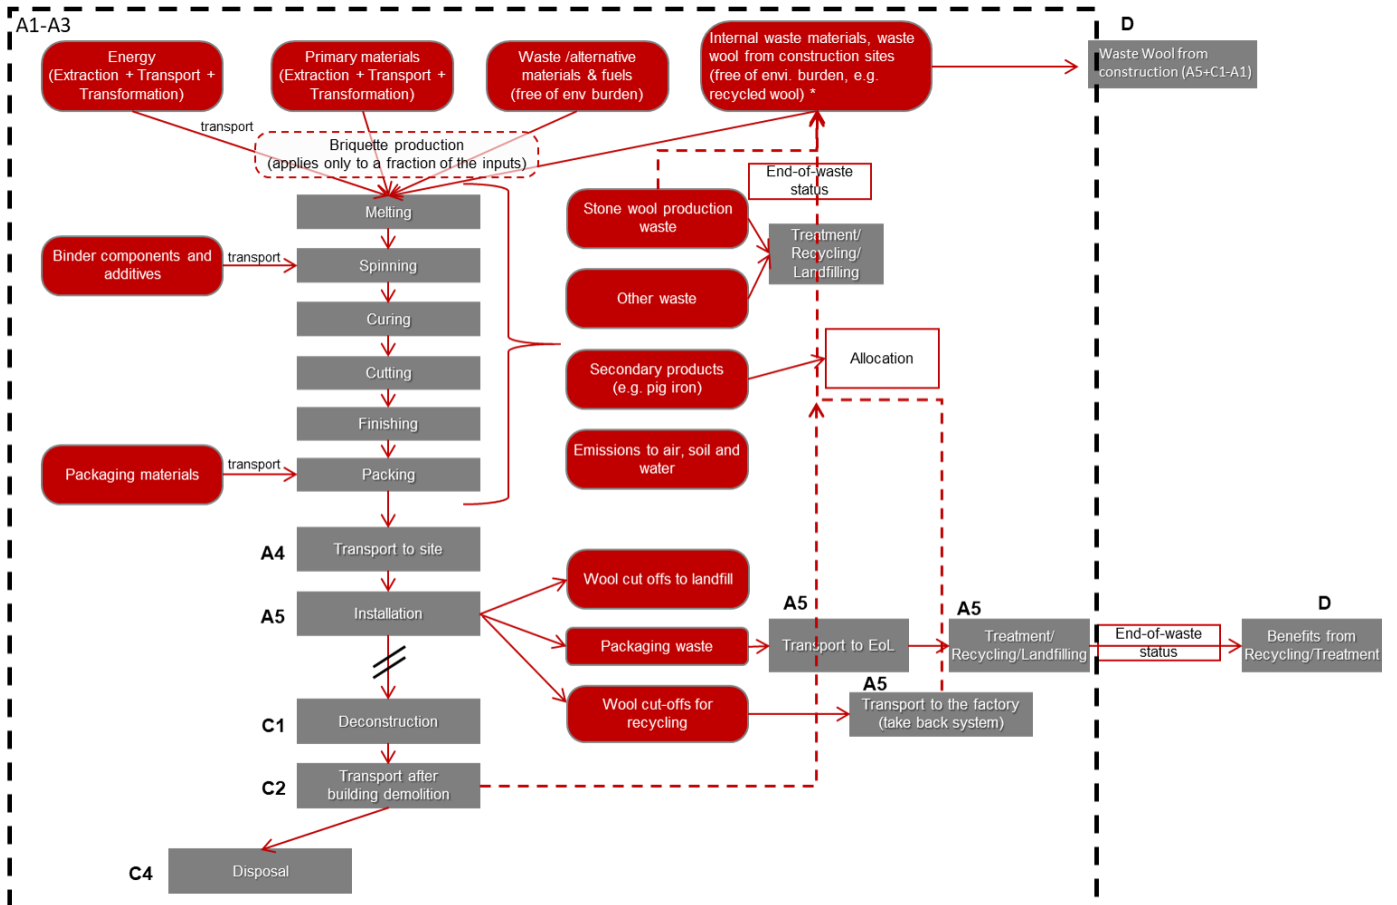 A1-A3
D
Energy
(Extraction + Transport +
Transformation)
Primary materials
(Extraction + Transport +
Transformation)
Waste /alternative
materials & fuels
(free of env burden)
Internal waste materials, waste
wool from construction sites
(free of envi. burden, e.g.
recycled wool) *
Waste Wool from
construction (A5+C1-A1)
transport
Briquette production
(applies only to a fraction of the inputs)
End-of-waste
status
Melting
Stone wool production
waste
Treatment/
Recycling/
Landfilling
Binder components and
additives
transport
Spinning
Other waste
Curing
Cutting
Secondary products
(e.g. pig iron)
Allocation
Finishing
Emissions to air, soil and
water
Packaging materials
transport
Packing
A4
Transport to site
Wool cut offs to landfill
A5
Installation
A5
A5
D
Packaging waste
Transport to EoL
Treatment/
Recycling/Landfilling
End-of-waste
status
Benefits from
Recycling/Treatment
A5
Wool cut-offs for
recycling
Transport to the factory
(take back system)
C1
Deconstruction
C2
Transport after
building demolition
C4
Disposal